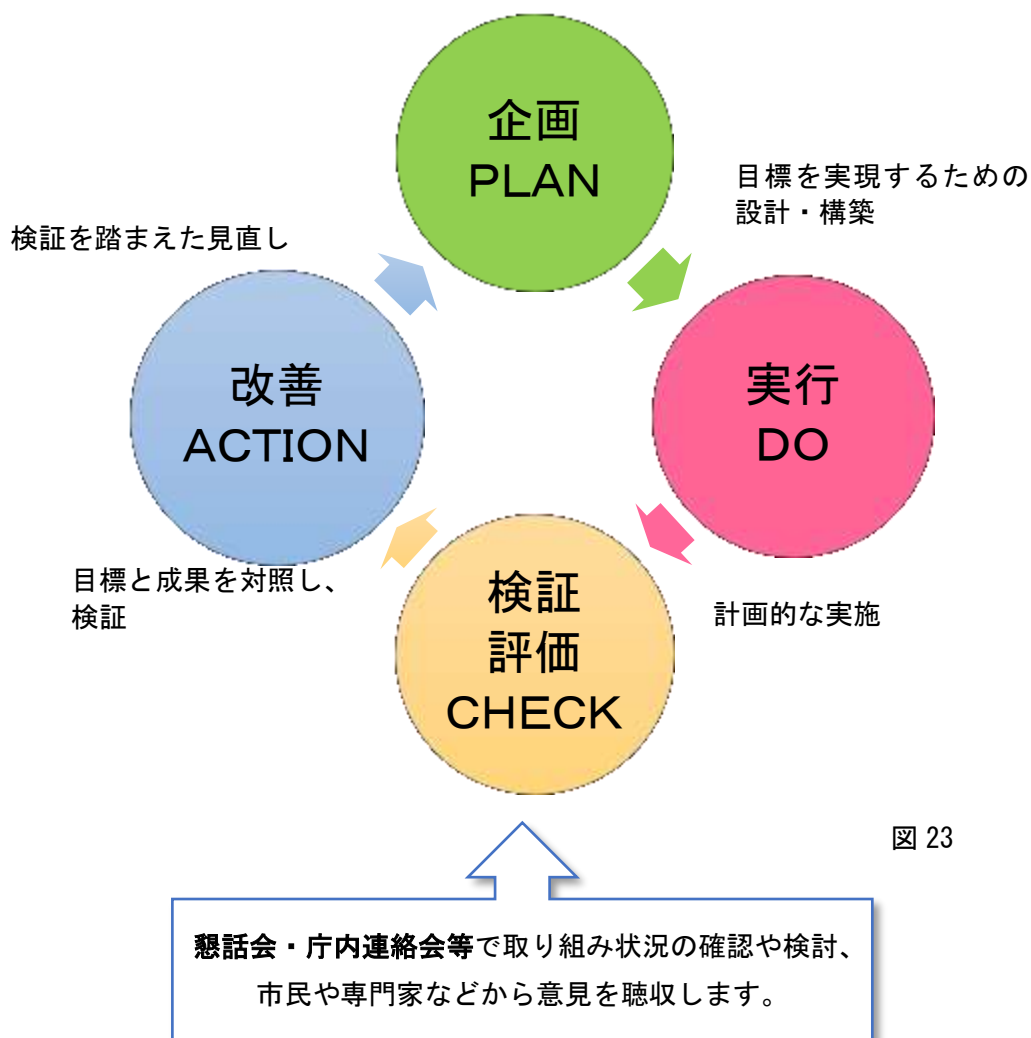 企画
PLAN
目標を実現するための
設計・構築
検証を踏まえた見直し
改善
ACTION
実行
DO
目標と成果を対照し、
検証
検証
評価
CHECK
計画的な実施
図 23
懇話会・庁内連絡会等で取り組み状況の確認や検討、
市民や専門家などから意見を聴収します。